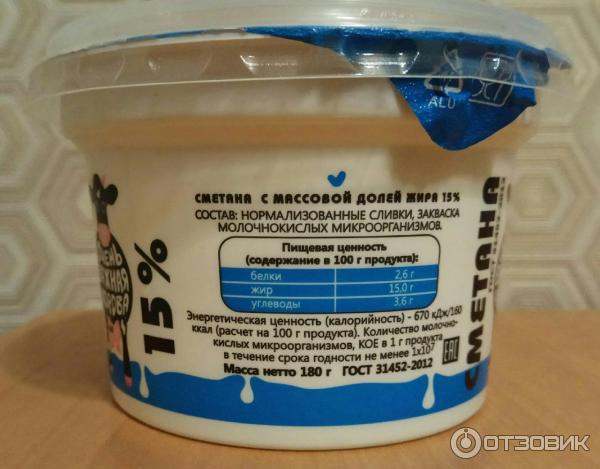 ALU
СМЕТАНА С МАССОВОЙ ДОЛЕЙ ЖИРА 15%
СОСТАВ: НОРМАЛИЗОВАННЫЕ СЛИВКИ, ЗАКВАСКА
МОЛОЧНОКИСЛЫХ МИКРООРГАНИЗМОВ.
Пищевая ценность
(содержание в 100 г продукта):
белки 2,6 г
жир 15,0 г
углеводы 3,6 г
Энергетическая ценность (калорийность) - 670 кДж/160
ккал (расчет на 100 г продукта). Количество молочно-
кислых микроорганизмов, КОЕ в 1 г продукта
в течение срока годности не менее 1х10⁷
Масса нетто 180 г ГОСТ 31452-2012
EAC
15%
СМЕТАНА
ОТЗОВИК